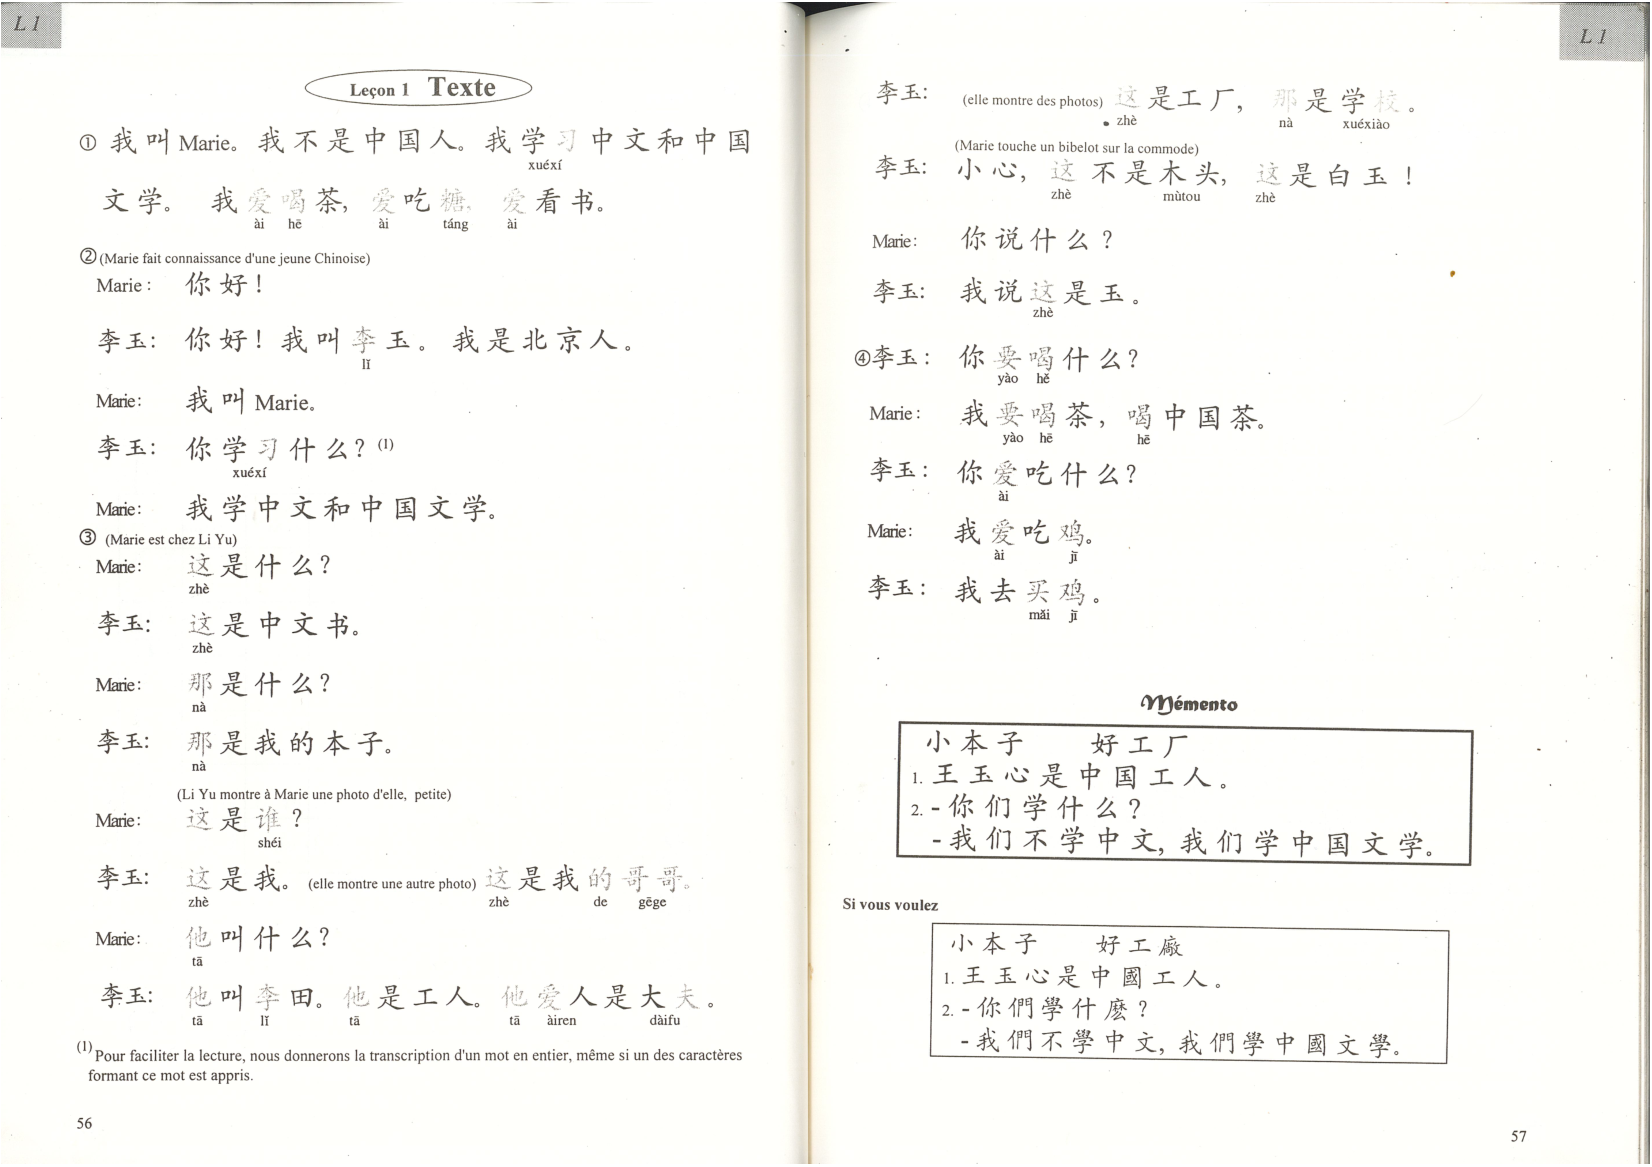 L 1
Leçon 1 Texte
① 我叫 Marie。我不是中国人。我学习中文和中国
xuéxí
文学。 我爱喝茶, 爱吃糖, 爱看书。
ài hē ài táng ài
② (Marie fait connaissance d'une jeune Chinoise)
Marie : 你好!
李玉: 你好! 我叫李玉。我是北京人。
lǐ
Marie: 我叫 Marie。
李玉: 你学习什么? (1)
xuéxí
Marie: 我学中文和中国文学。
③ (Marie est chez Li Yu)
Marie: 这是什么?
zhè
李玉: 这是中文书。
zhè
Marie: 那是什么?
nà
李玉: 那是我的本子。
nà
(Li Yu montre à Marie une photo d'elle, petite)
Marie: 这是谁?
shéi
李玉: 这是我。 (elle montre une autre photo) 这是我的哥哥。
zhè zhè de gēge
Marie: 他叫什么?
tā
李玉: 他叫李田。他是工人。他爱人是大夫。
tā lǐ tā tā àiren dàifu
(1) Pour faciliter la lecture, nous donnerons la transcription d'un mot en entier, même si un des caractères
formant ce mot est appris.
56
L 1
李玉: (elle montre des photos) 这是工厂, 那是学校。
zhè nà xuéxiào
(Marie touche un bibelot sur la commode)
李玉: 小心, 这不是木头, 这是白玉!
zhè mùtou zhè
Marie: 你说什么?
李玉: 我说这是玉。
zhè
④ 李玉: 你要喝什么?
yào hě
Marie: 我要喝茶, 喝中国茶。
yào hē hē
李玉: 你爱吃什么?
ài
Marie: 我爱吃鸡。
ài jī
李玉: 我去买鸡。
mǎi jī
Mémento
小本子 好工厂
1. 王玉心是中国工人。
2. - 你们学什么?
- 我们不学中文, 我们学中国文学。
Si vous voulez
小本子 好工廠
1. 王玉心是中國工人。
2. - 你們學什麼?
- 我們不學中文, 我們學中國文學。
57